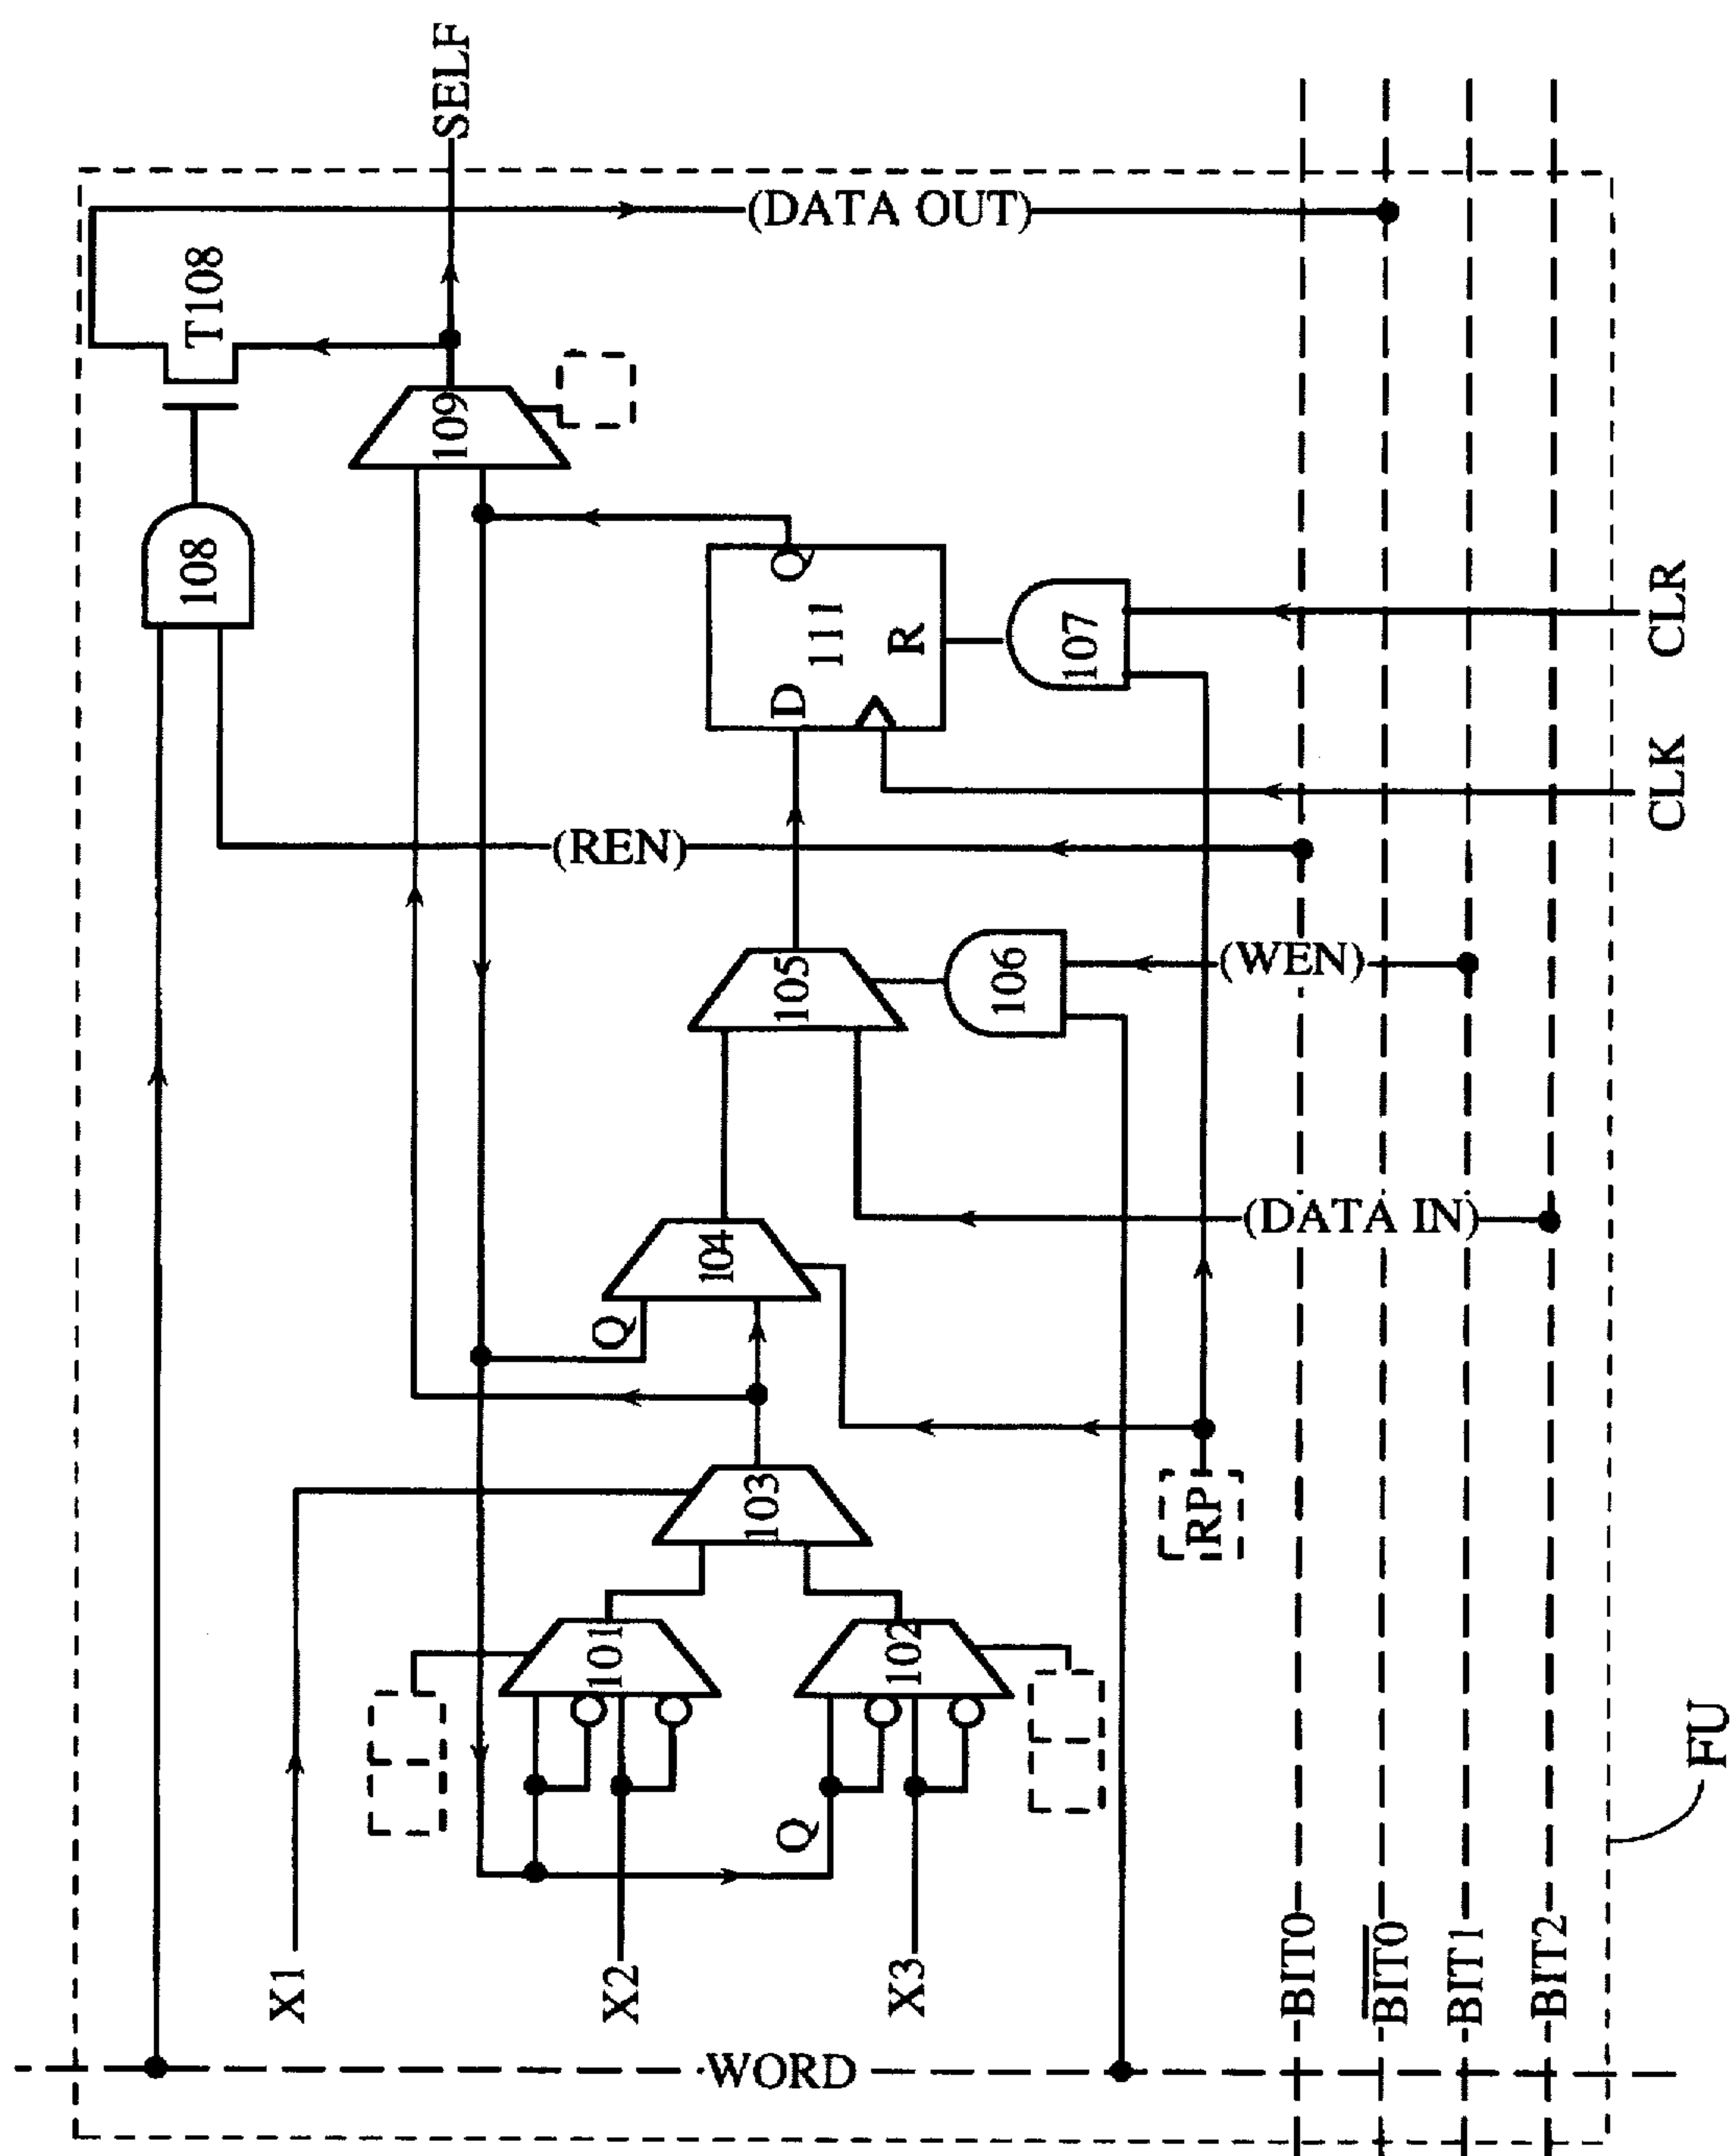 SELF
(DATA OUT)
T108
109
108
Q
111
D
R
107
CLR
CLK
(REN)
105
106
(WEN)
104
(DATA IN)
Q
103
RP
101
102
Q
X1
X2
X3
BIT0
BIT0
BIT1
BIT2
WORD
FU